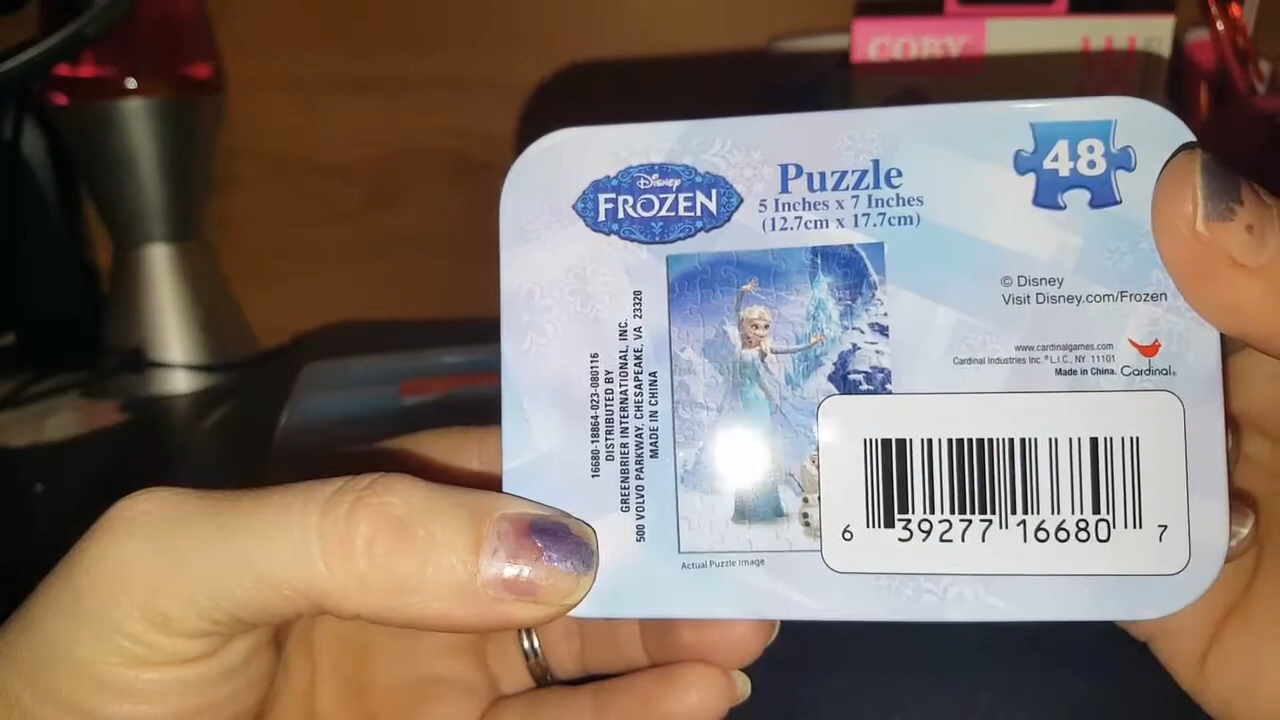 COBY
Disney
FROZEN
Puzzle
5 Inches x 7 Inches
(12.7cm x 17.7cm)
48
© Disney
Visit Disney.com/Frozen
www.cardinalgames.com
Cardinal Industries Inc.® L.I.C., NY 11101
Made in China.
Cardinal®
16680-18864-023-080116
DISTRIBUTED BY
GREENBRIER INTERNATIONAL, INC.
500 VOLVO PARKWAY, CHESAPEAKE, VA 23320
MADE IN CHINA
Actual Puzzle Image
6 39277 16680 7